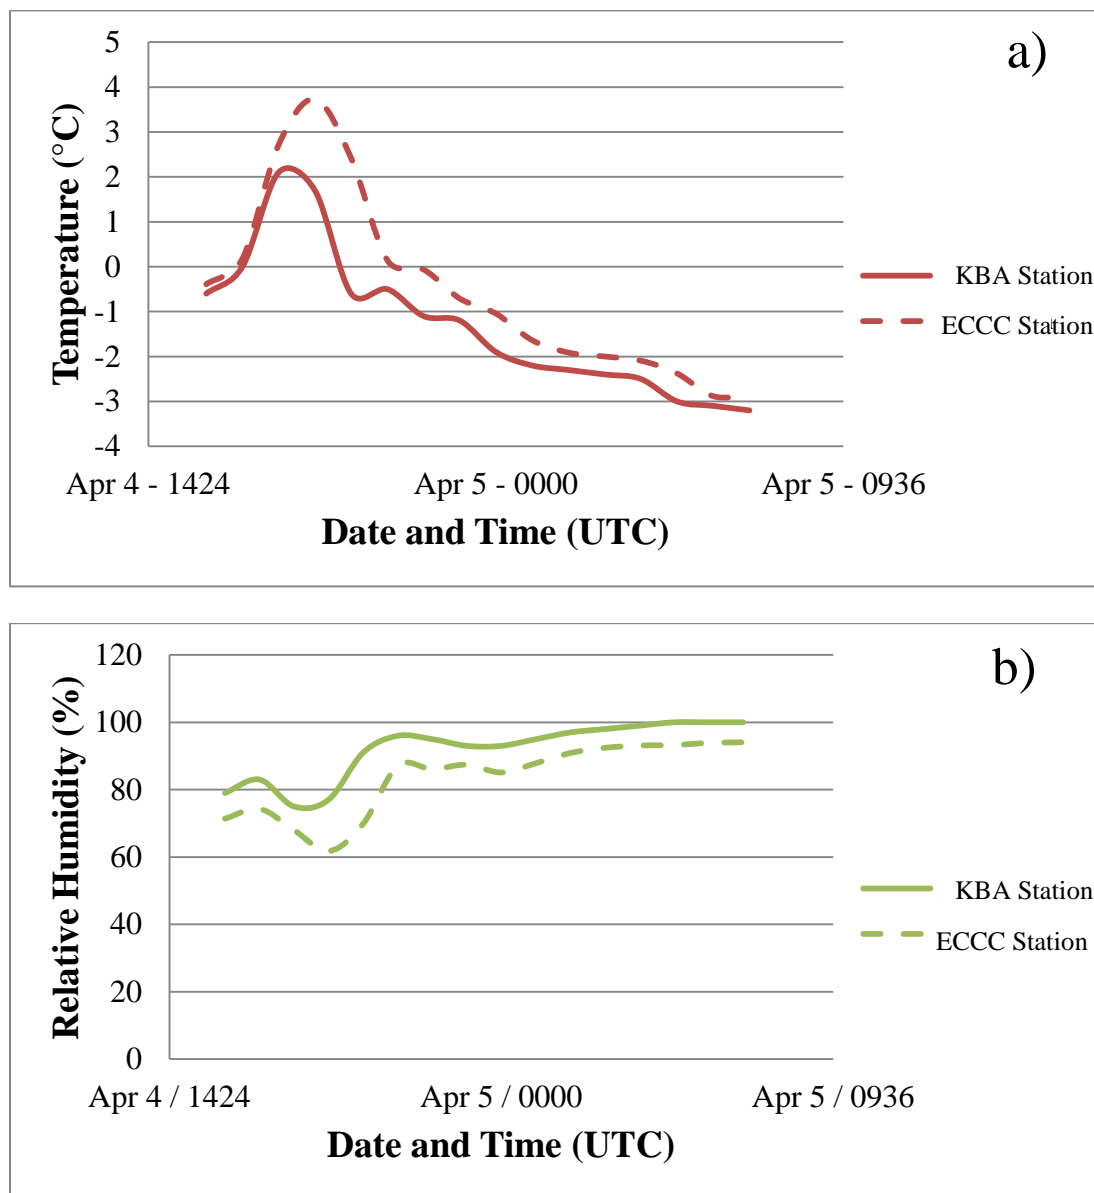 a)
5
4
3
2
1
0
-1
-2
-3
-4
Temperature (°C)
Apr 4 - 1424 Apr 5 - 0000 Apr 5 - 0936
Date and Time (UTC)
KBA Station
ECCC Station
b)
120
100
80
60
40
20
0
Relative Humidity (%)
Apr 4 / 1424 Apr 5 / 0000 Apr 5 / 0936
Date and Time (UTC)
KBA Station
ECCC Station